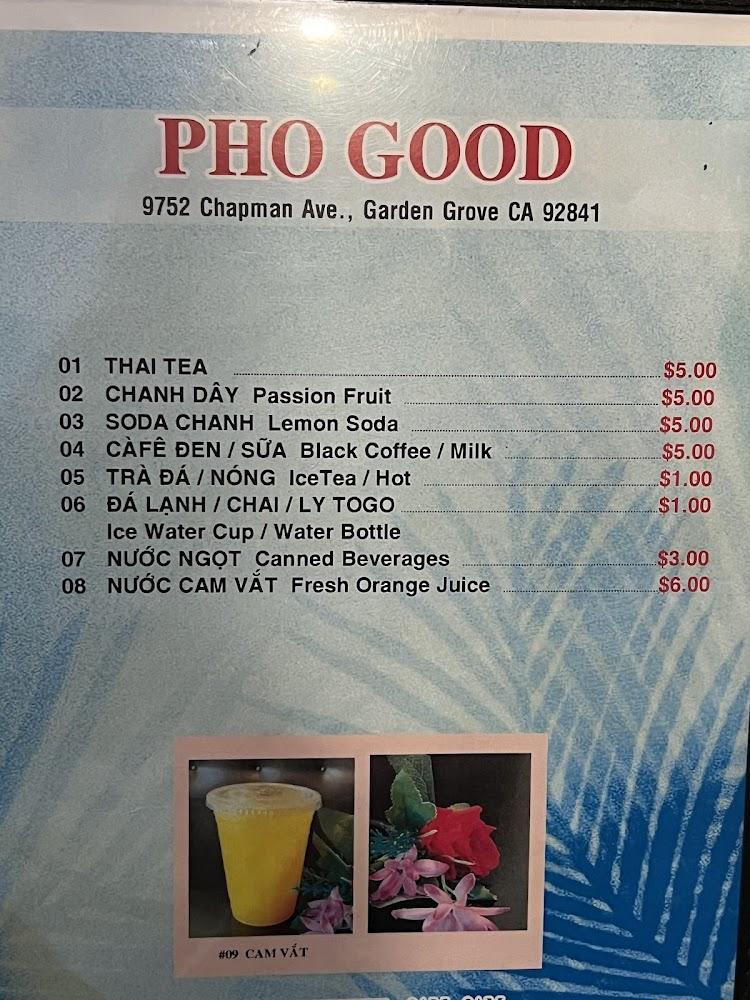 PHO GOOD
9752 Chapman Ave., Garden Grove CA 92841
01 THAI TEA $5.00
02 CHANH DÂY Passion Fruit $5.00
03 SODA CHANH Lemon Soda $5.00
04 CÀFÊ ĐEN / SỮA Black Coffee / Milk $5.00
05 TRÀ ĐÁ / NÓNG IceTea / Hot $1.00
06 ĐÁ LẠNH / CHAI / LY TOGO $1.00
Ice Water Cup / Water Bottle
07 NƯỚC NGỌT Canned Beverages $3.00
08 NƯỚC CAM VẮT Fresh Orange Juice $6.00
#09 CAM VẮT